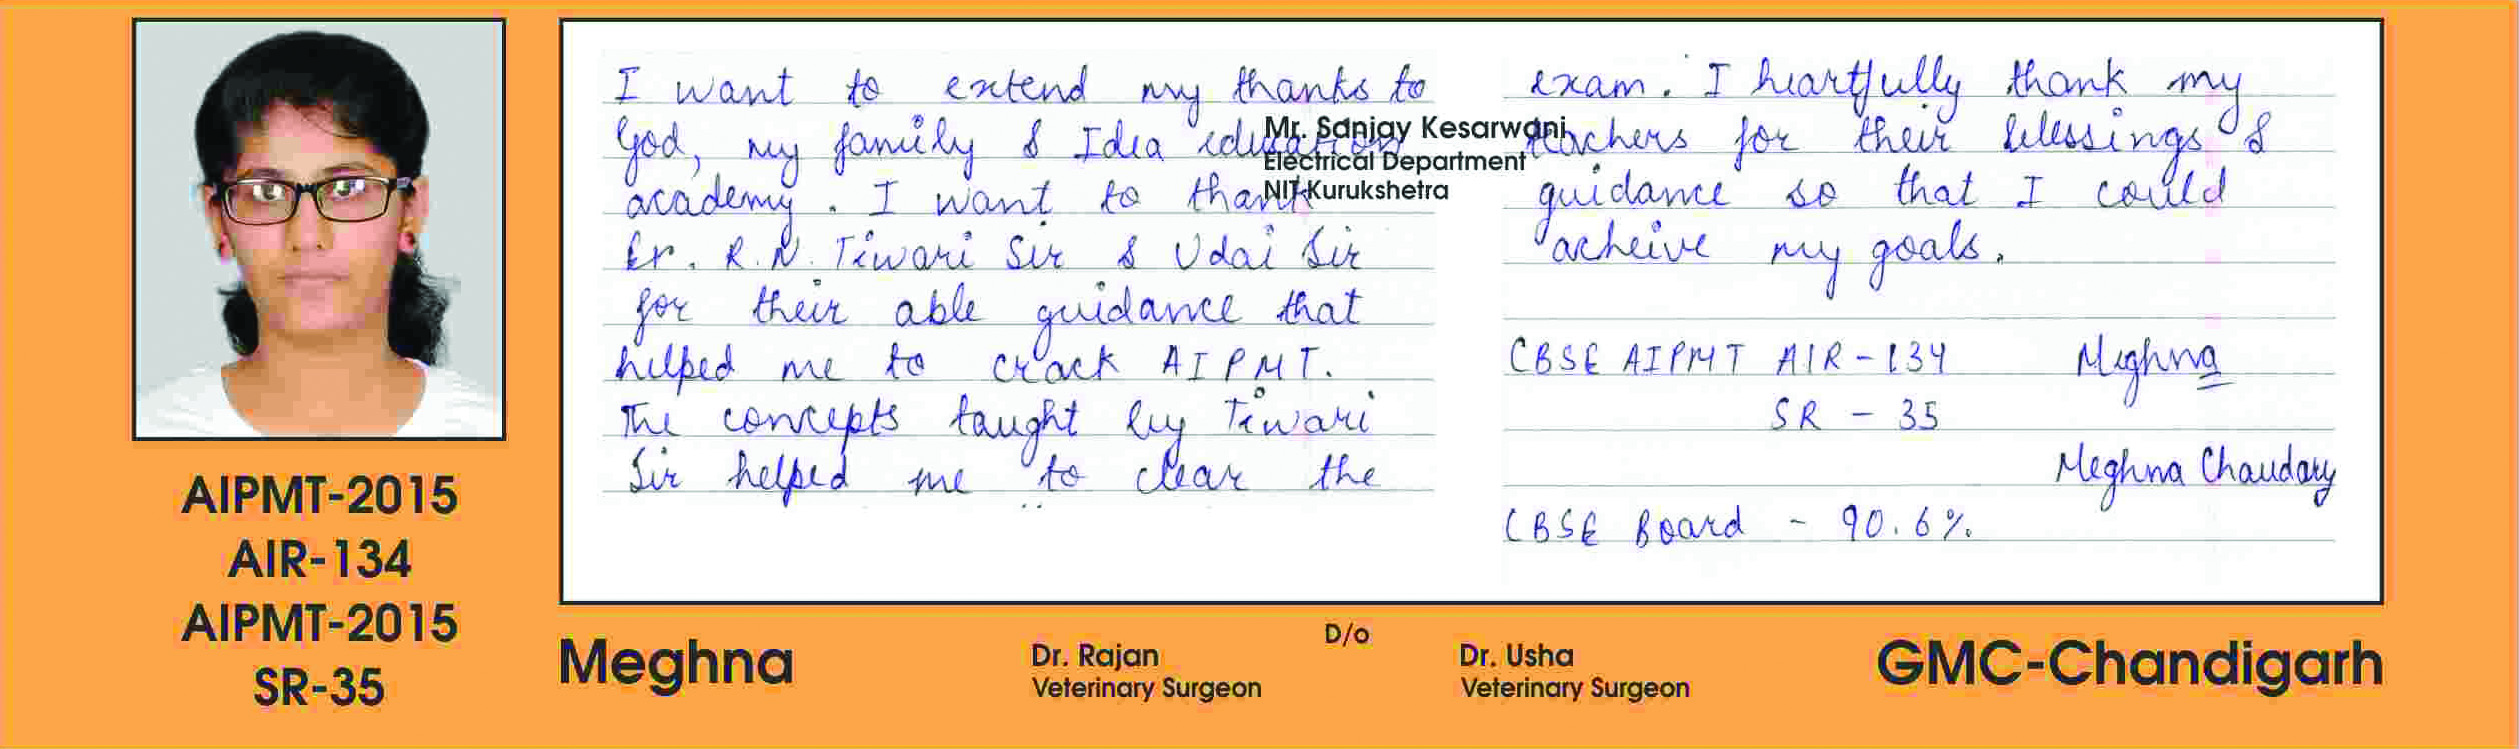 I want to extend my thanks to
God, my family & Idea education
academy. I want to thank
Er. R.N. Tiwari Sir & Udai Sir
for their able guidance that
helped me to crack AIPMT.
The concepts taught by Tiwari
Sir helped me to clear the
exam. I heartfully thank my
teachers for their blessings &
guidance so that I could
acheive my goals.
CBSE AIPMT AIR-134 Meghna
SR - 35
Meghna Chaudary
CBSE Board - 90.6%
Mr. Sanjay Kesarwani
Electrical Department
NIT Kurukshetra
AIPMT-2015
AIR-134
AIPMT-2015
SR-35
Meghna
D/o
Dr. Rajan
Veterinary Surgeon
Dr. Usha
Veterinary Surgeon
GMC-Chandigarh